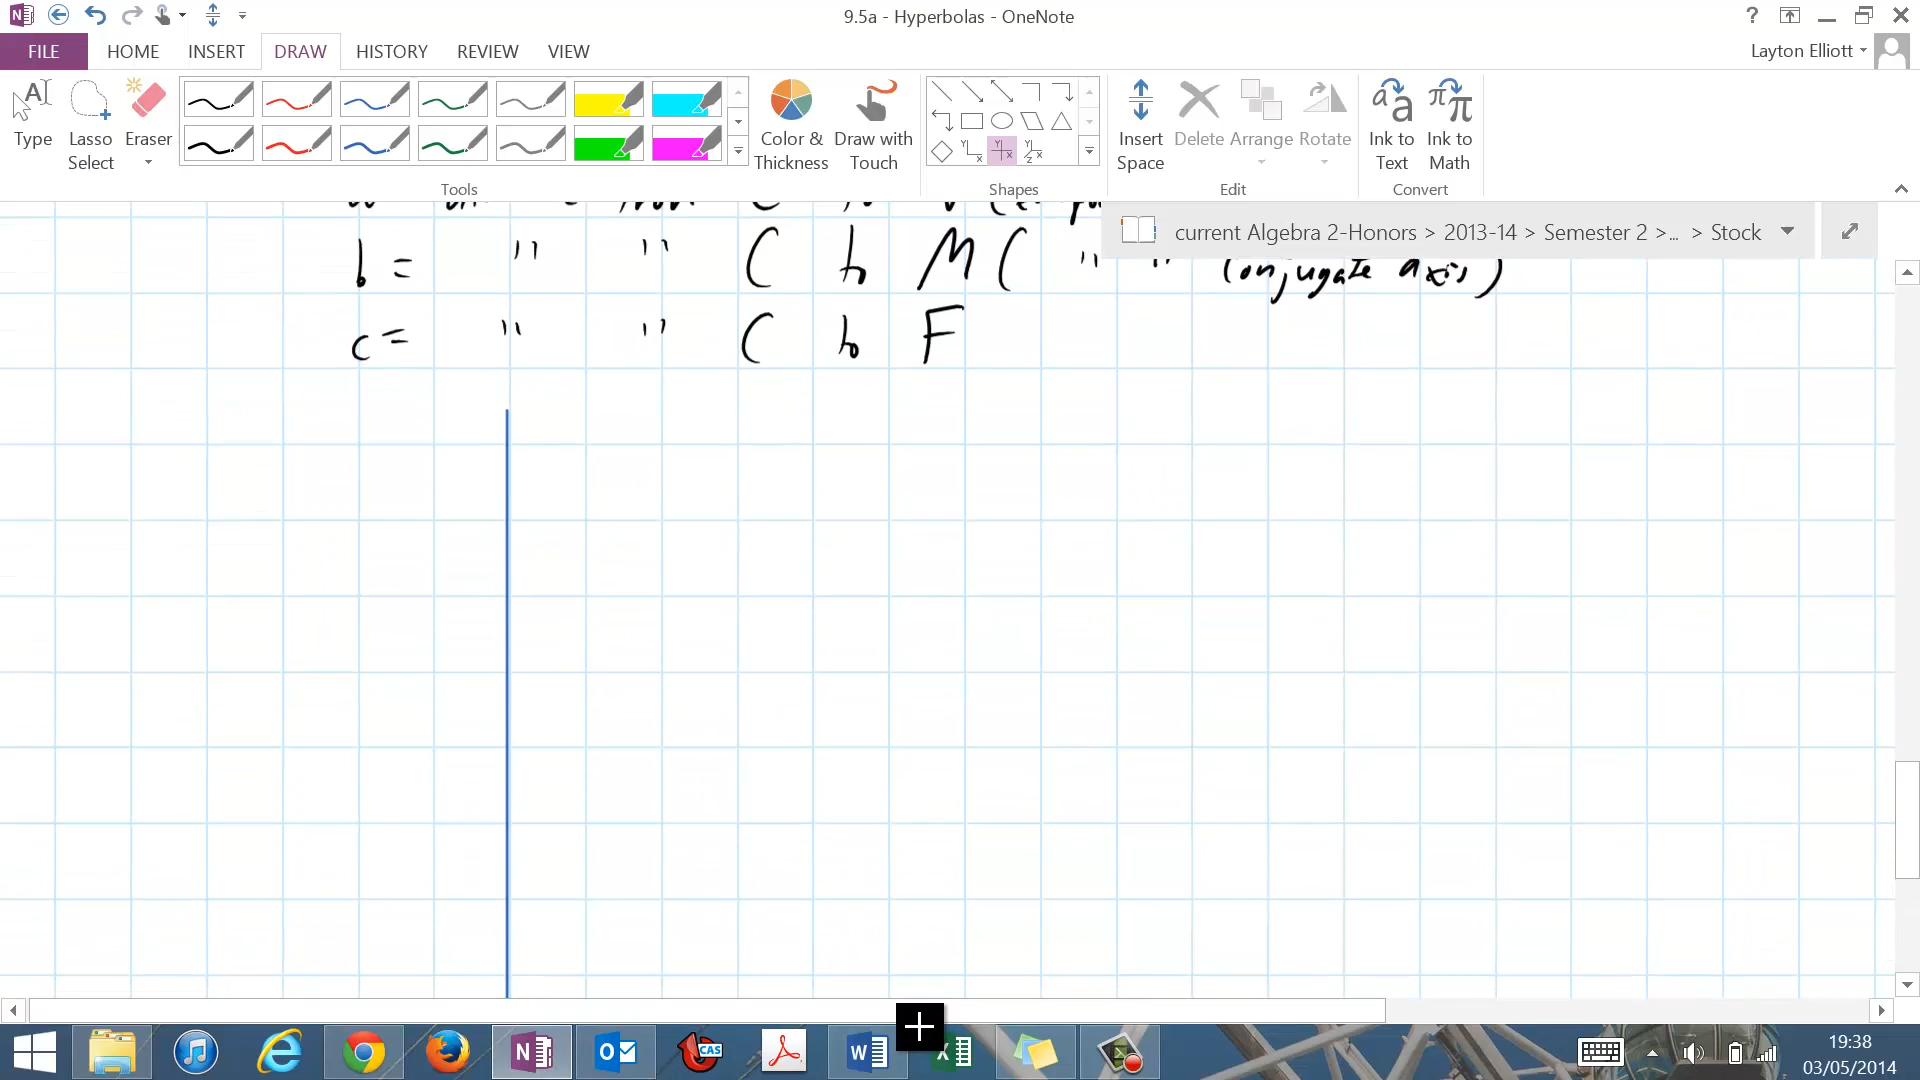 9.5a - Hyperbolas - OneNote
?
FILE HOME INSERT DRAW HISTORY REVIEW VIEW
Layton Elliott
Type
Lasso Select
Eraser
Color & Thickness
Draw with Touch
Insert Space
Delete
Arrange
Rotate
Ink to Text
Ink to Math
Tools
Shapes
Edit
Convert
current Algebra 2-Honors > 2013-14 > Semester 2 >... > Stock
b = " " C to M ( " " conjugate axis)
c = " " C to F
19:38
03/05/2014